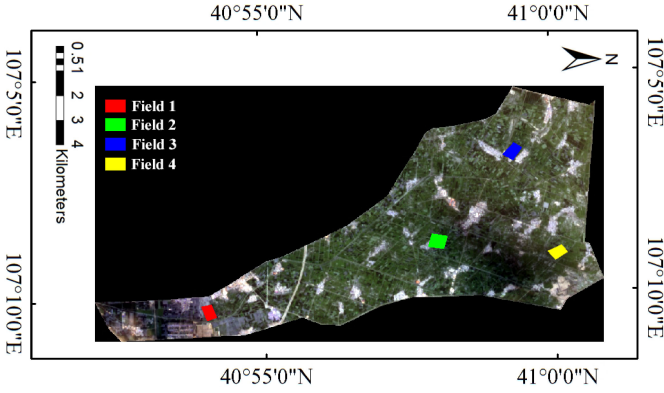 40°55'0"N
41°0'0"N
107°5'0"E
107°5'0"E
N
0 0.5 1 2 3 4
Kilometers
Field 1
Field 2
Field 3
Field 4
107°10'0"E
107°10'0"E
40°55'0"N
41°0'0"N